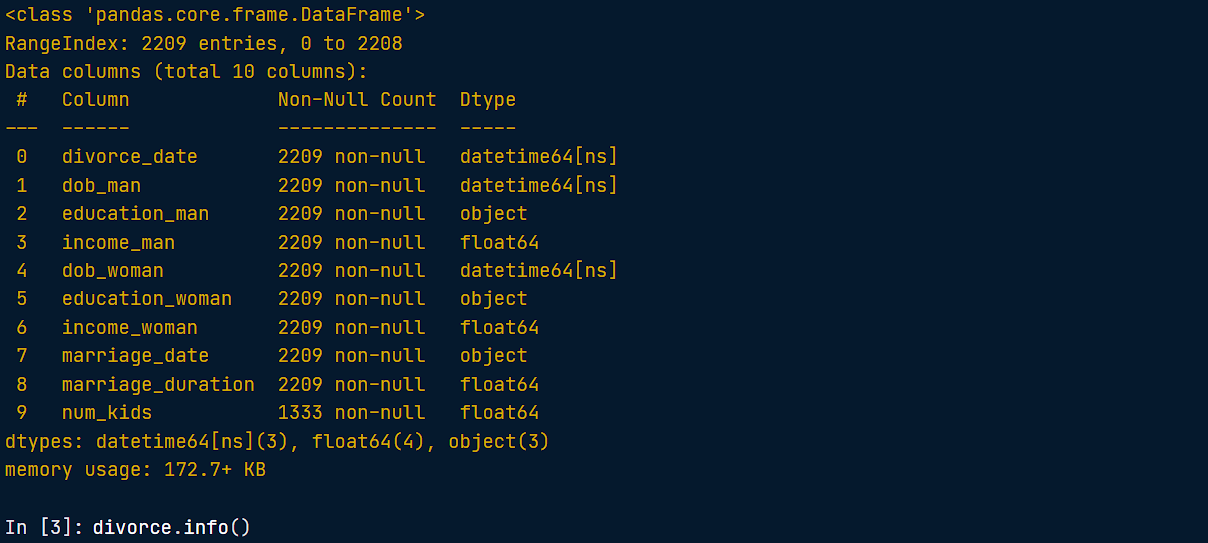 <class 'pandas.core.frame.DataFrame'>
RangeIndex: 2209 entries, 0 to 2208
Data columns (total 10 columns):
 #   Column             Non-Null Count  Dtype
---  ------             --------------  -----
 0   divorce_date       2209 non-null   datetime64[ns]
 1   dob_man            2209 non-null   datetime64[ns]
 2   education_man      2209 non-null   object
 3   income_man         2209 non-null   float64
 4   dob_woman          2209 non-null   datetime64[ns]
 5   education_woman    2209 non-null   object
 6   income_woman       2209 non-null   float64
 7   marriage_date      2209 non-null   object
 8   marriage_duration  2209 non-null   float64
 9   num_kids           1333 non-null   float64
dtypes: datetime64[ns](3), float64(4), object(3)
memory usage: 172.7+ KB
In [3]: divorce.info()